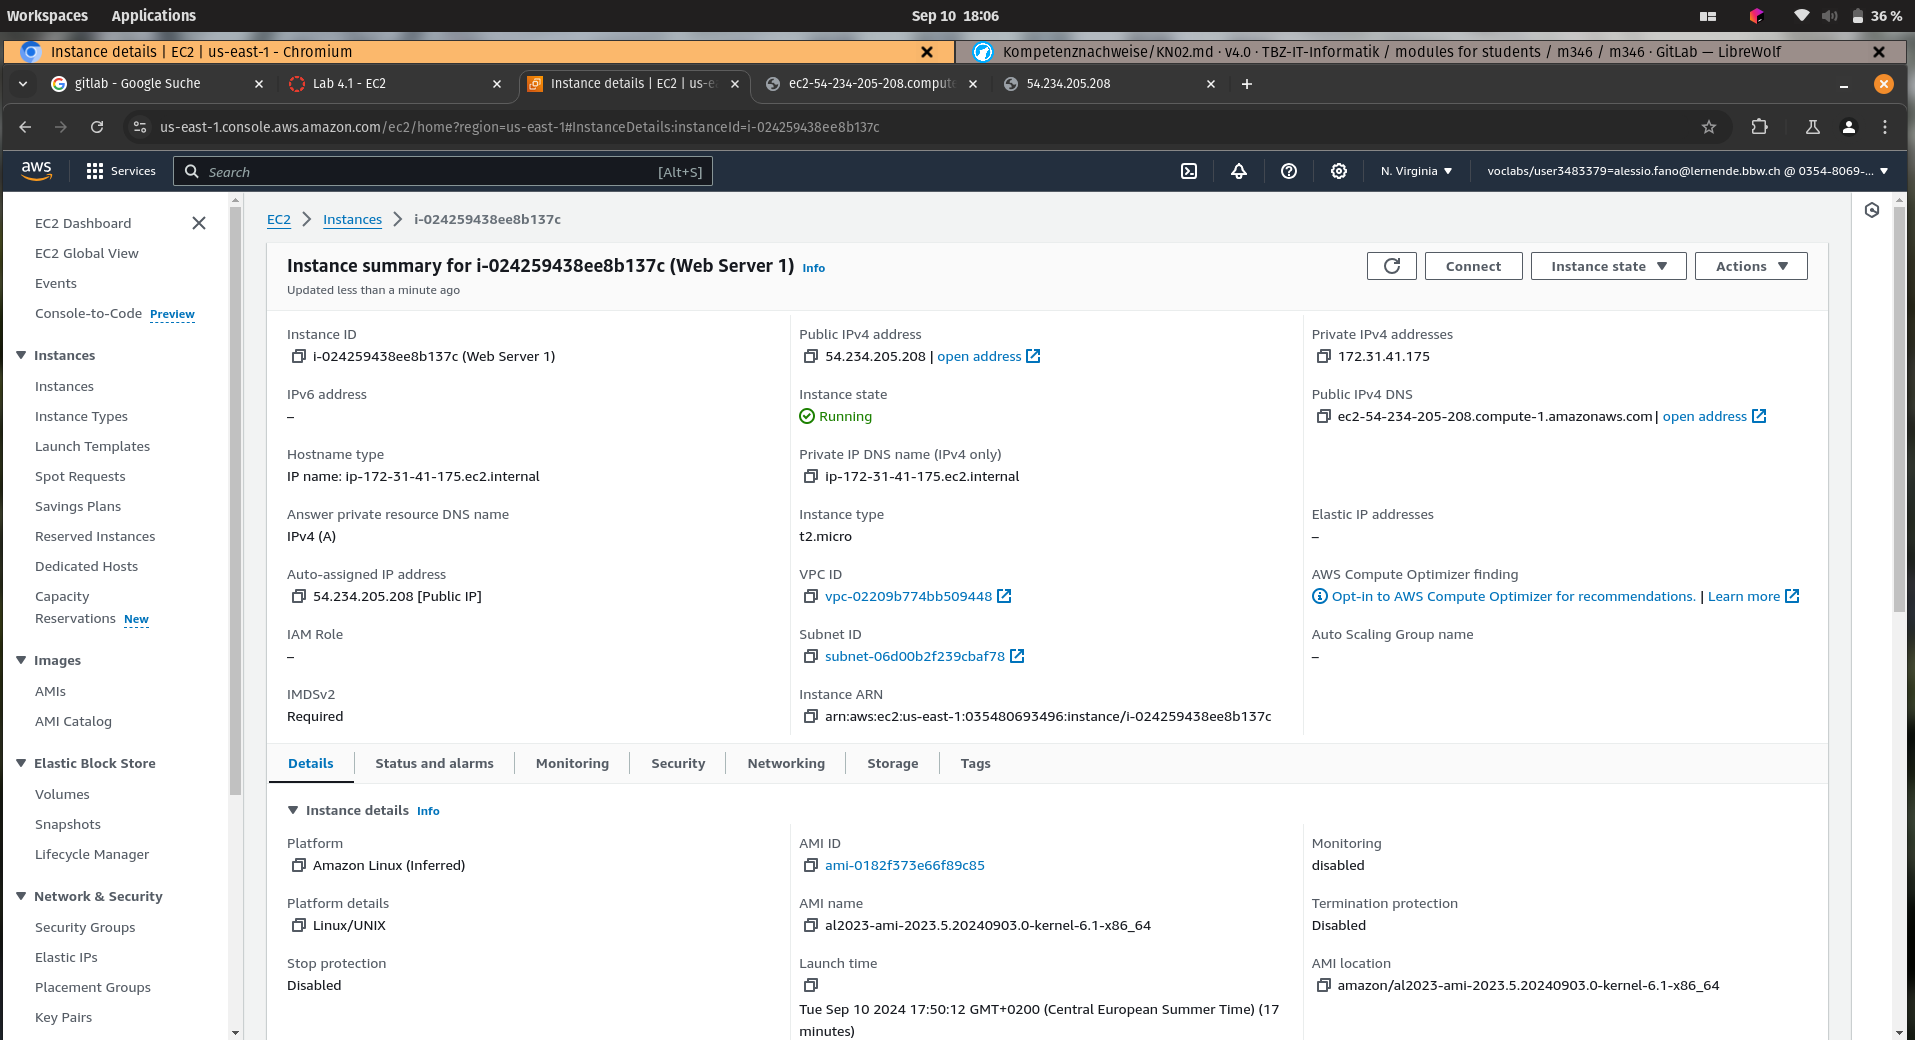 Workspaces Applications Sep 10 18:06 36 %
Instance details | EC2 | us-east-1 - Chromium Kompetenznachweise/KN02.md · v4.0 · TBZ-IT-Informatik / modules for students / m346 / m346 · GitLab — LibreWolf
gitlab - Google Suche Lab 4.1 - EC2 Instance details | EC2 | us-ea ec2-54-234-205-208.compute 54.234.205.208
us-east-1.console.aws.amazon.com/ec2/home?region=us-east-1#InstanceDetails:instanceId=i-024259438ee8b137c
aws Services Search [Alt+S] N. Virginia voclabs/user3483379=alessio.fano@lernende.bbw.ch @ 0354-8069-...
EC2 Dashboard
EC2 Global View
Events
Console-to-Code Preview
Instances
Instances
Instance Types
Launch Templates
Spot Requests
Savings Plans
Reserved Instances
Dedicated Hosts
Capacity
Reservations New
Images
AMIs
AMI Catalog
Elastic Block Store
Volumes
Snapshots
Lifecycle Manager
Network & Security
Security Groups
Elastic IPs
Placement Groups
Key Pairs
EC2 Instances i-024259438ee8b137c
Instance summary for i-024259438ee8b137c (Web Server 1) Info
Updated less than a minute ago
Connect Instance state Actions
Instance ID
i-024259438ee8b137c (Web Server 1)
Public IPv4 address
54.234.205.208 | open address
Private IPv4 addresses
172.31.41.175
IPv6 address
–
Instance state
Running
Public IPv4 DNS
ec2-54-234-205-208.compute-1.amazonaws.com | open address
Hostname type
IP name: ip-172-31-41-175.ec2.internal
Private IP DNS name (IPv4 only)
ip-172-31-41-175.ec2.internal
Answer private resource DNS name
IPv4 (A)
Instance type
t2.micro
Elastic IP addresses
–
Auto-assigned IP address
54.234.205.208 [Public IP]
VPC ID
vpc-02209b774bb509448
AWS Compute Optimizer finding
Opt-in to AWS Compute Optimizer for recommendations. | Learn more
IAM Role
–
Subnet ID
subnet-06d00b2f239cbaf78
Auto Scaling Group name
–
IMDSv2
Required
Instance ARN
arn:aws:ec2:us-east-1:035480693496:instance/i-024259438ee8b137c
Details Status and alarms Monitoring Security Networking Storage Tags
Instance details Info
Platform
Amazon Linux (Inferred)
AMI ID
ami-0182f373e66f89c85
Monitoring
disabled
Platform details
Linux/UNIX
AMI name
al2023-ami-2023.5.20240903.0-kernel-6.1-x86_64
Termination protection
Disabled
Stop protection
Disabled
Launch time
Tue Sep 10 2024 17:50:12 GMT+0200 (Central European Summer Time) (17
minutes)
AMI location
amazon/al2023-ami-2023.5.20240903.0-kernel-6.1-x86_64